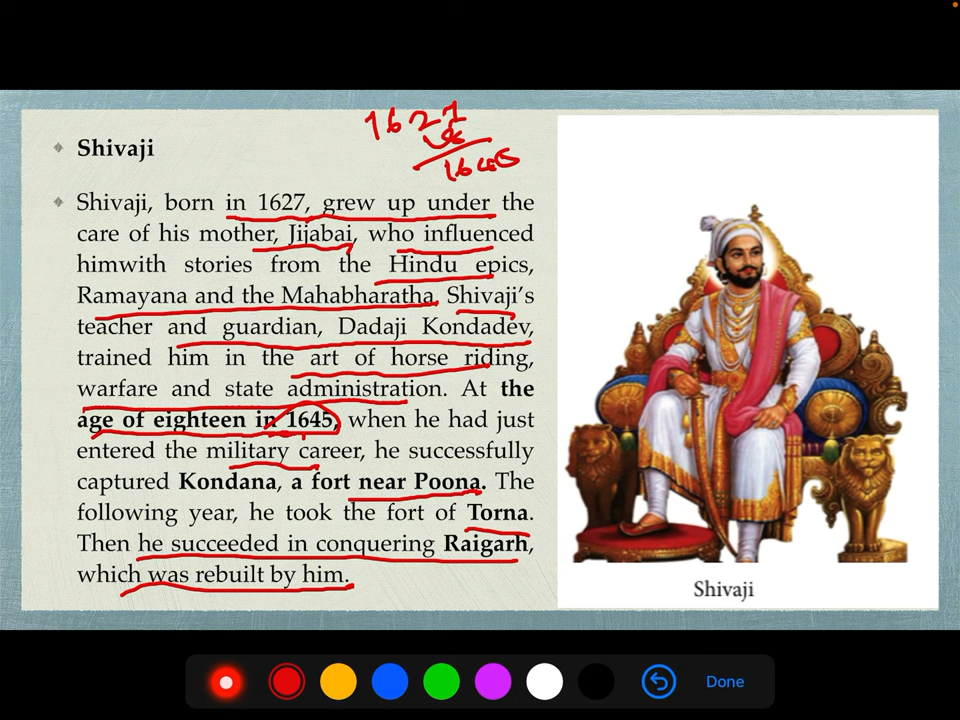 1627
18
1645
Shivaji
Shivaji, born in 1627, grew up under the
care of his mother, Jijabai, who influenced
himwith stories from the Hindu epics,
Ramayana and the Mahabharatha. Shivaji's
teacher and guardian, Dadaji Kondadev,
trained him in the art of horse riding,
warfare and state administration. At the
age of eighteen in 1645, when he had just
entered the military career, he successfully
captured Kondana, a fort near Poona. The
following year, he took the fort of Torna.
Then he succeeded in conquering Raigarh,
which was rebuilt by him.
Shivaji
Done